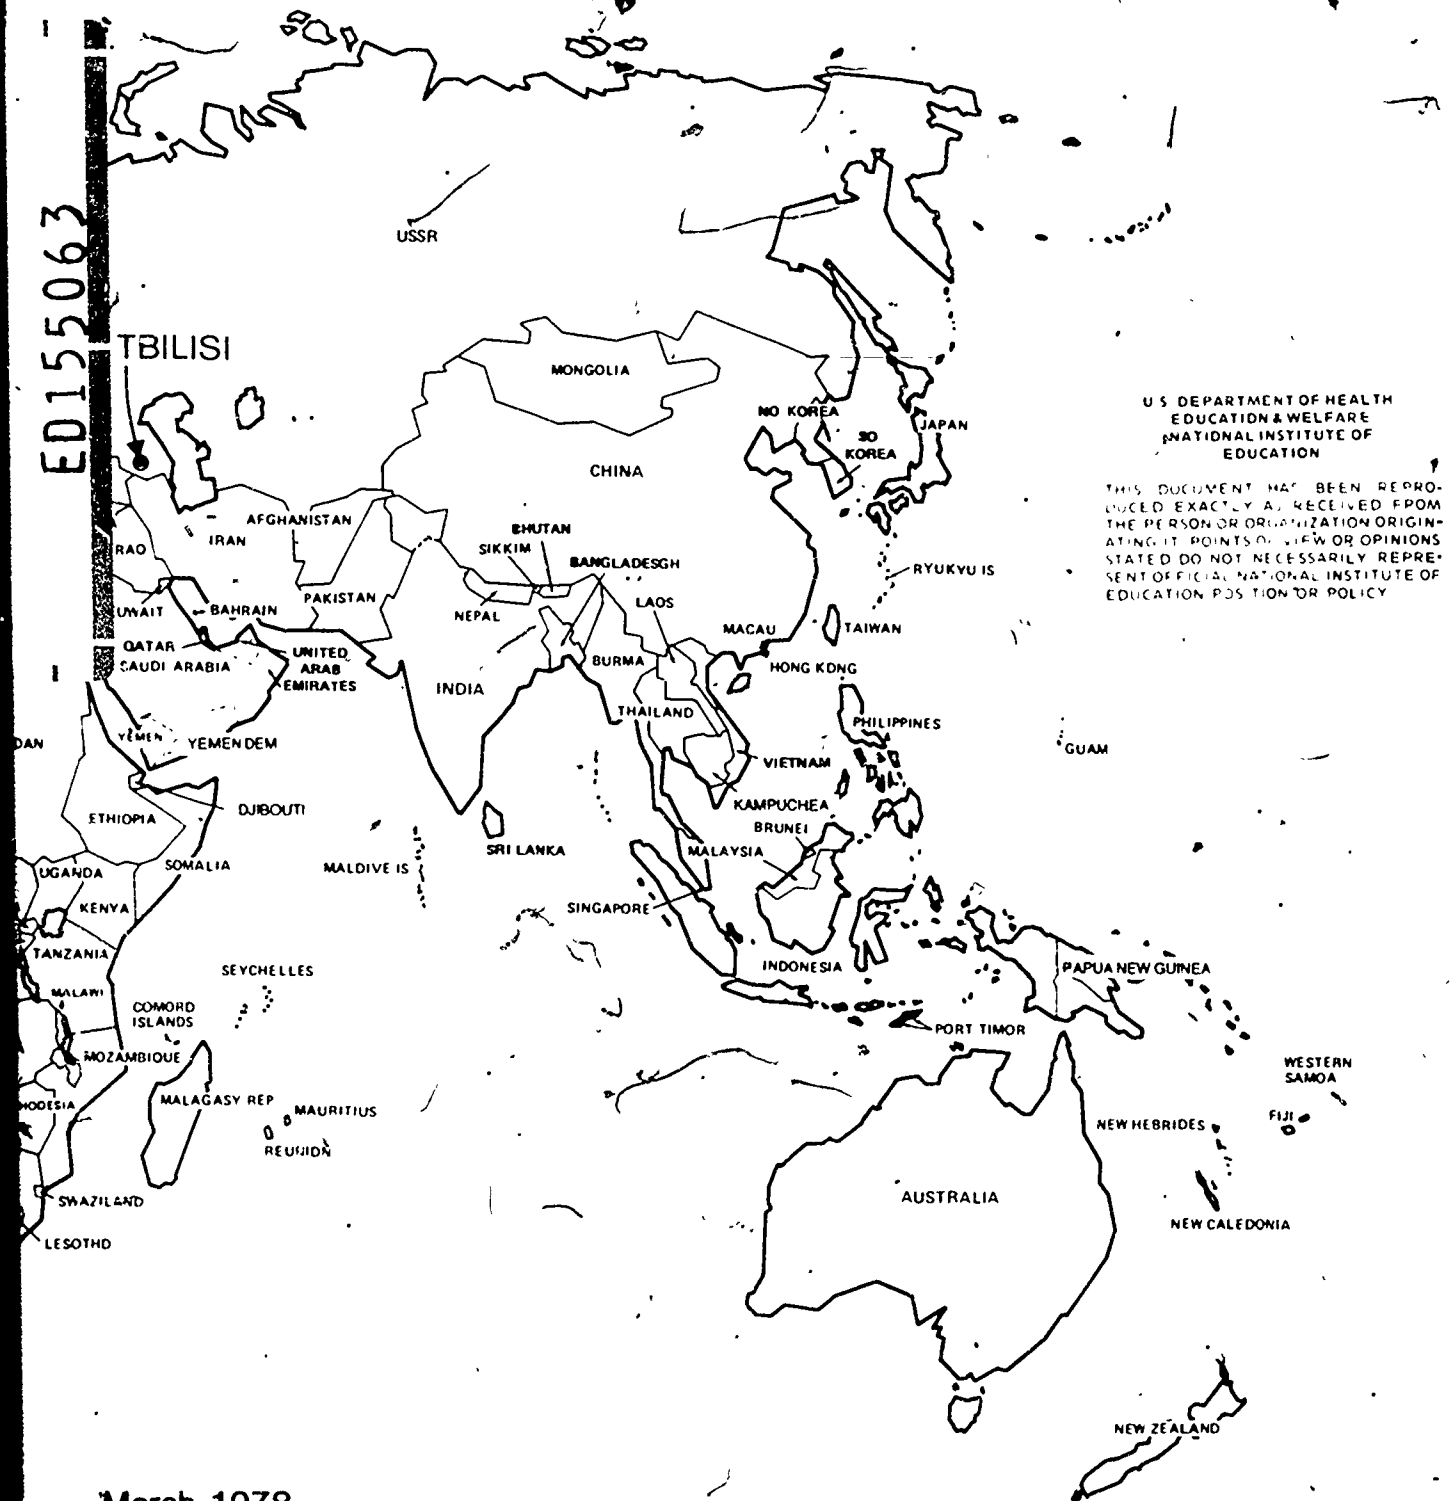 ED155063
USSR
TBILISI
MONGOLIA
NO KOREA
SO
KOREA
JAPAN
CHINA
U S DEPARTMENT OF HEALTH
EDUCATION & WELFARE
NATIONAL INSTITUTE OF
EDUCATION
THIS DOCUMENT HAS BEEN REPRO-
DUCED EXACTLY AS RECEIVED FROM
THE PERSON OR ORGANIZATION ORIGIN-
ATING IT POINTS OF VIEW OR OPINIONS
STATED DO NOT NECESSARILY REPRE-
SENT OFFICIAL NATIONAL INSTITUTE OF
EDUCATION POSITION OR POLICY
AFGHANISTAN
IRAN
RAQ
BHUTAN
SIKKIM
BANGLADESGH
RYUKYU IS
PAKISTAN
NEPAL
LAOS
UWAIT
BAHRAIN
MACAU
TAIWAN
QATAR
SAUDI ARABIA
UNITED
ARAB
EMIRATES
INDIA
BURMA
HONG KONG
THAILAND
PHILIPPINES
DAN
YEMEN
YEMEN DEM
VIETNAM
GUAM
ETHIOPIA
DJIBOUTI
KAMPUCHEA
BRUNEI
MALAYSIA
SRI LANKA
SOMALIA
MALDIVE IS
UGANDA
KENYA
SINGAPORE
TANZANIA
SEYCHELLES
INDONESIA
PAPUA NEW GUINEA
MALAWI
COMORO
ISLANDS
PORT TIMOR
MOZAMBIQUE
WESTERN
SAMOA
HODESIA
MALAGASY REP
MAURITIUS
REUNION
NEW HEBRIDES
FIJI
SWAZILAND
AUSTRALIA
NEW CALEDONIA
LESOTHO
NEW ZEALAND
March 1978